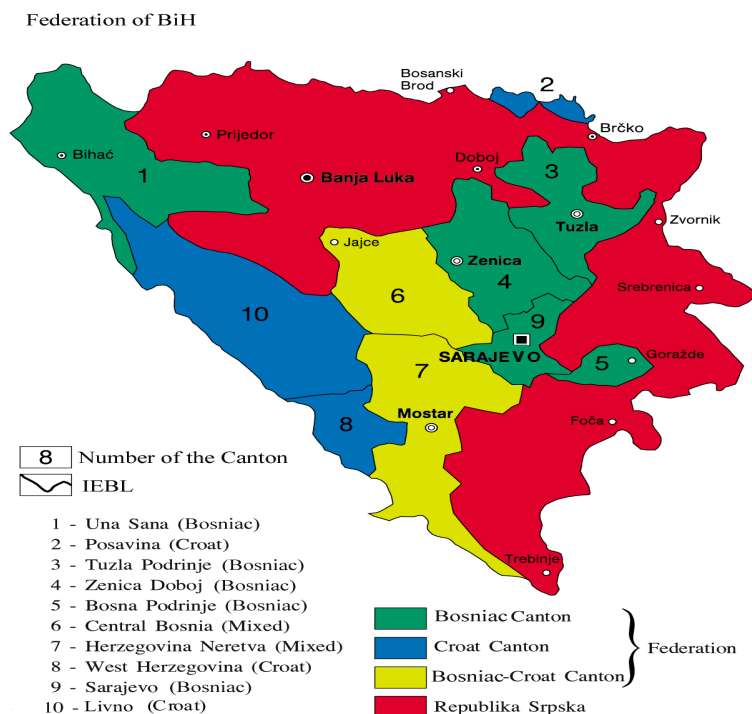 Federation of BiH
Bosanski
Brod
2
Brčko
Prijedor
Bihać
Doboj
1
Banja Luka
3
Tuzla
Zvornik
Jajce
Zenica
4
Srebrenica
6
10
9
SARAJEVO
5
Goražde
7
Mostar
8
Foča
Trebinje
8 Number of the Canton
IEBL
1 - Una Sana (Bosniac)
2 - Posavina (Croat)
3 - Tuzla Podrinje (Bosniac)
4 - Zenica Doboj (Bosniac)
5 - Bosna Podrinje (Bosniac)
6 - Central Bosnia (Mixed)
7 - Herzegovina Neretva (Mixed)
8 - West Herzegovina (Croat)
9 - Sarajevo (Bosniac)
10 - Livno (Croat)
Bosniac Canton
Croat Canton
Bosniac-Croat Canton
Federation
Republika Srpska